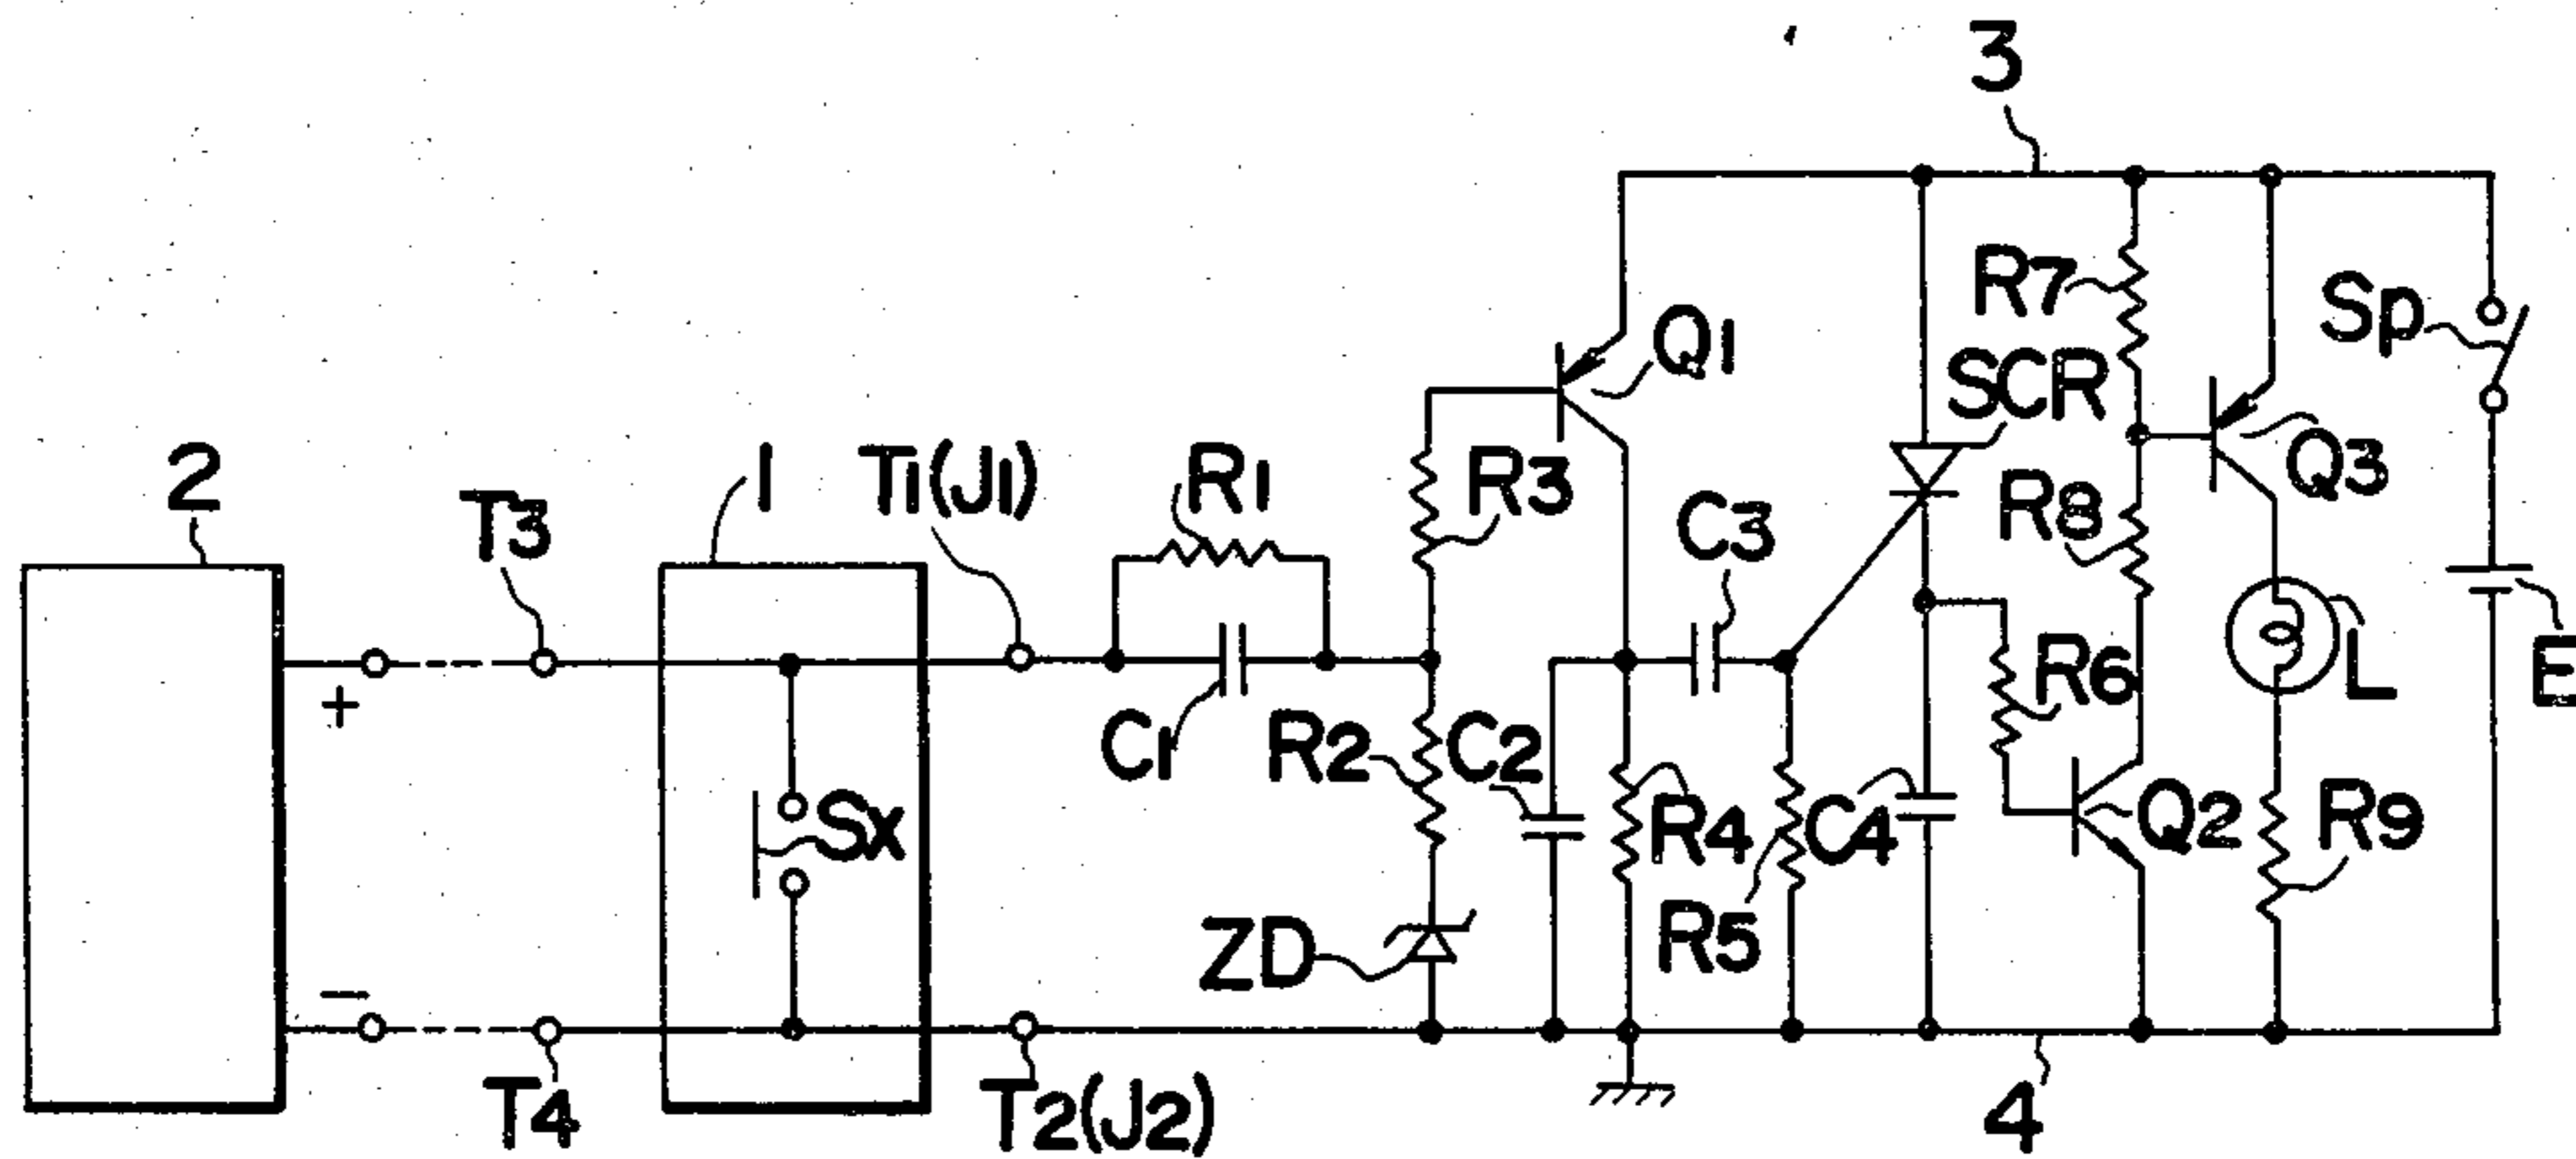 3
R7
Sp
Q1
SCR
2
1
T1(J1)
R1
T3
R3
C3
R8
Q3
+
C1
R2
C2
R6
L
E
Sx
R4
C4
Q2
R9
ZD
R5
−
T4
T2(J2)
4